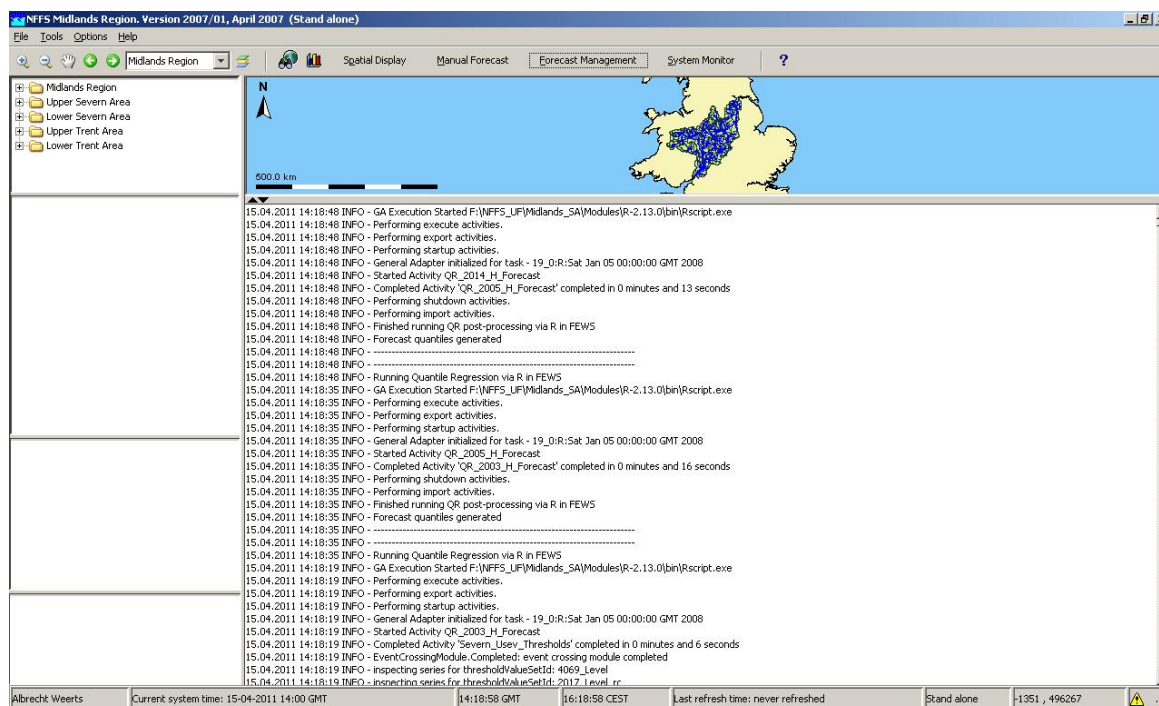 NFFS Midlands Region. Version 2007/01, April 2007 (Stand alone)
File Tools Options Help
Midlands Region Spatial Display Manual Forecast Forecast Management System Monitor ?
Midlands Region
Upper Severn Area
Lower Severn Area
Upper Trent Area
Lower Trent Area
N
500.0 km
15.04.2011 14:18:48 INFO - GA Execution Started F:\NFFS_UF\Midlands_SA\Modules\R-2.13.0\bin\Rscript.exe
15.04.2011 14:18:48 INFO - Performing execute activities.
15.04.2011 14:18:48 INFO - Performing export activities.
15.04.2011 14:18:48 INFO - Performing startup activities.
15.04.2011 14:18:48 INFO - General Adapter initialized for task - 19_0:R:Sat Jan 05 00:00:00 GMT 2008
15.04.2011 14:18:48 INFO - Started Activity QR_2014_H_Forecast
15.04.2011 14:18:48 INFO - Completed Activity 'QR_2005_H_Forecast' completed in 0 minutes and 13 seconds
15.04.2011 14:18:48 INFO - Performing shutdown activities.
15.04.2011 14:18:48 INFO - Performing import activities.
15.04.2011 14:18:48 INFO - Finished running QR post-processing via R in FEWS
15.04.2011 14:18:48 INFO - Forecast quantiles generated
15.04.2011 14:18:48 INFO - ------------------------------------------------------------------------
15.04.2011 14:18:48 INFO - ------------------------------------------------------------------------
15.04.2011 14:18:48 INFO - Running Quantile Regression via R in FEWS
15.04.2011 14:18:35 INFO - GA Execution Started F:\NFFS_UF\Midlands_SA\Modules\R-2.13.0\bin\Rscript.exe
15.04.2011 14:18:35 INFO - Performing execute activities.
15.04.2011 14:18:35 INFO - Performing export activities.
15.04.2011 14:18:35 INFO - Performing startup activities.
15.04.2011 14:18:35 INFO - General Adapter initialized for task - 19_0:R:Sat Jan 05 00:00:00 GMT 2008
15.04.2011 14:18:35 INFO - Started Activity QR_2005_H_Forecast
15.04.2011 14:18:35 INFO - Completed Activity 'QR_2003_H_Forecast' completed in 0 minutes and 16 seconds
15.04.2011 14:18:35 INFO - Performing shutdown activities.
15.04.2011 14:18:35 INFO - Performing import activities.
15.04.2011 14:18:35 INFO - Finished running QR post-processing via R in FEWS
15.04.2011 14:18:35 INFO - Forecast quantiles generated
15.04.2011 14:18:35 INFO - ------------------------------------------------------------------------
15.04.2011 14:18:35 INFO - ------------------------------------------------------------------------
15.04.2011 14:18:35 INFO - Running Quantile Regression via R in FEWS
15.04.2011 14:18:19 INFO - GA Execution Started F:\NFFS_UF\Midlands_SA\Modules\R-2.13.0\bin\Rscript.exe
15.04.2011 14:18:19 INFO - Performing execute activities.
15.04.2011 14:18:19 INFO - Performing export activities.
15.04.2011 14:18:19 INFO - Performing startup activities.
15.04.2011 14:18:19 INFO - General Adapter initialized for task - 19_0:R:Sat Jan 05 00:00:00 GMT 2008
15.04.2011 14:18:19 INFO - Started Activity QR_2003_H_Forecast
15.04.2011 14:18:19 INFO - Completed Activity 'Severn_Usev_Thresholds' completed in 0 minutes and 6 seconds
15.04.2011 14:18:19 INFO - EventCrossingModule.Completed: event crossing module completed
15.04.2011 14:18:19 INFO - inspecting series for thresholdValueSetId: 4069_Level
15.04.2011 14:18:19 INFO - inspecting series for thresholdValueSetId: 2017_Level_rc
Albrecht Weerts Current system time: 15-04-2011 14:00 GMT 14:18:58 GMT 16:18:58 CEST Last refresh time: never refreshed Stand alone -1351 , 496267